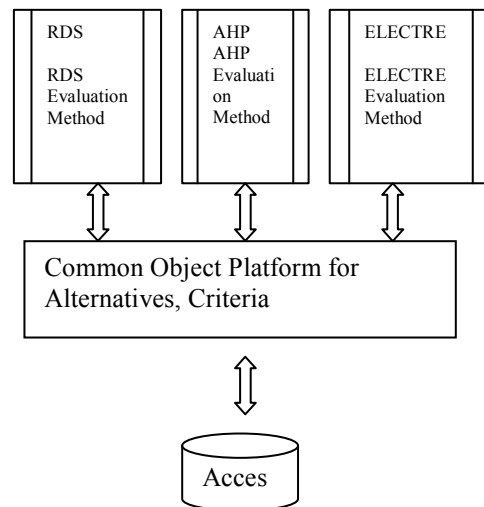 RDS
RDS
Evaluation
Method
AHP
AHP
Evaluati
on
Method
ELECTRE
ELECTRE
Evaluation
Method
Common Object Platform for
Alternatives, Criteria
Acces